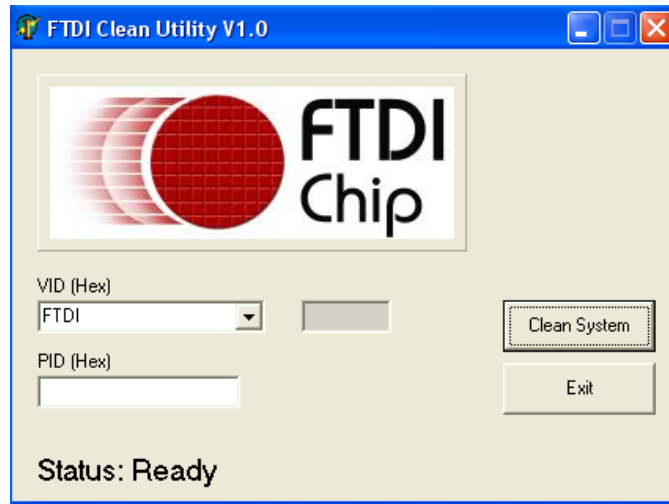 FTDI Clean Utility V1.0
FTDI
Chip
VID (Hex)
FTDI
Clean System
PID (Hex)
Exit
Status: Ready